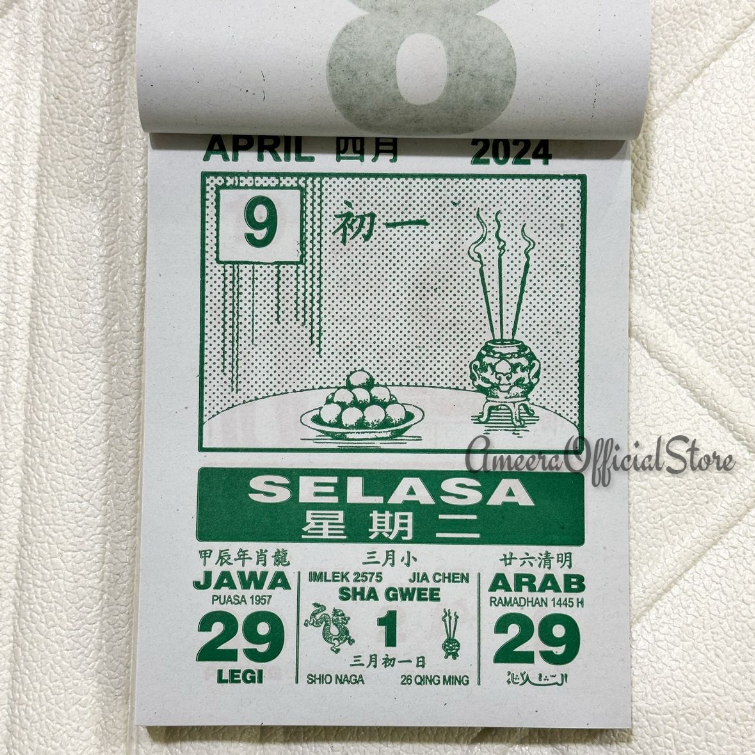 8
APRIL 四月 2024
9 初一
AmeeraOfficialStore
SELASA
星期二
甲辰年肖龍 三月小 廿六清明
JAWA IMLEK 2575 JIA CHEN ARAB
PUASA 1957 SHA GWEE RAMADHAN 1445 H
29 1 29
三月初一日
LEGI SHIO NAGA 26 QING MING